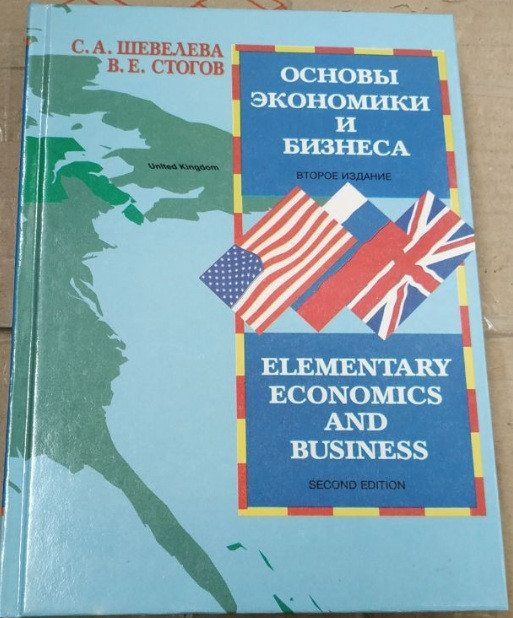 С. А. ШЕВЕЛЕВА
В. Е. СТОГОВ
ОСНОВЫ
ЭКОНОМИКИ
И
БИЗНЕСА
ВТОРОЕ ИЗДАНИЕ
United Kingdom
ELEMENTARY
ECONOMICS
AND
BUSINESS
SECOND EDITION